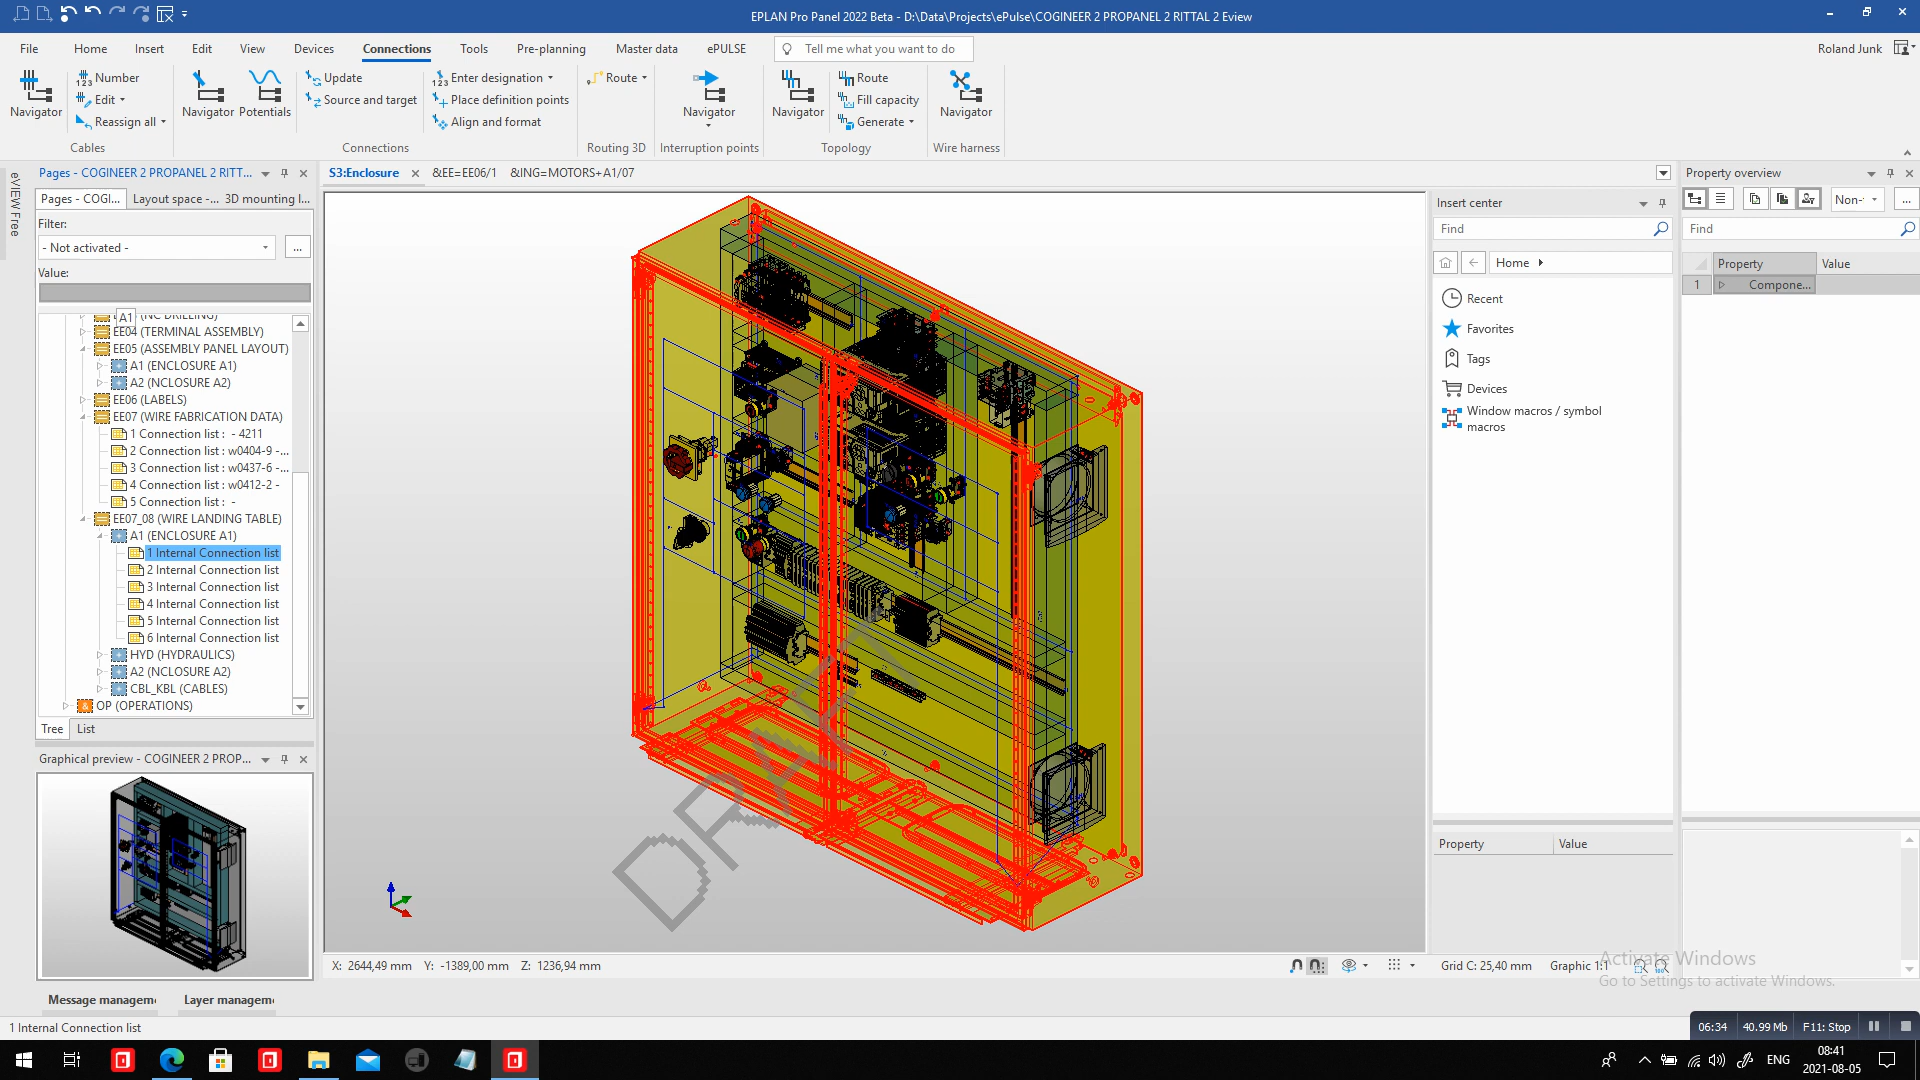 EPLAN Pro Panel 2022 Beta - D:\Data\Projects\ePulse\COGINEER 2 PROPANEL 2 RITTAL 2 Eview
File Home Insert Edit View Devices Connections Tools Pre-planning Master data ePULSE Tell me what you want to do Roland Junk
Navigator
Number
Edit
Reassign all
Cables
Navigator
Potentials
Update
Source and target
Enter designation
Place definition points
Align and format
Connections
Route
Routing 3D
Navigator
Interruption points
Navigator
Route
Fill capacity
Generate
Topology
Navigator
Wire harness
eVIEW Free
Pages - COGINEER 2 PROPANEL 2 RITT...
Pages - COGI... Layout space -... 3D mounting l...
Filter:
- Not activated -
...
Value:
A1
EE04 (TERMINAL ASSEMBLY)
EE05 (ASSEMBLY PANEL LAYOUT)
A1 (ENCLOSURE A1)
A2 (NCLOSURE A2)
EE06 (LABELS)
EE07 (WIRE FABRICATION DATA)
1 Connection list : - 4211
2 Connection list : w0404-9 -...
3 Connection list : w0437-6 -...
4 Connection list : w0412-2 -
5 Connection list : -
EE07_08 (WIRE LANDING TABLE)
A1 (ENCLOSURE A1)
1 Internal Connection list
2 Internal Connection list
3 Internal Connection list
4 Internal Connection list
5 Internal Connection list
6 Internal Connection list
HYD (HYDRAULICS)
A2 (NCLOSURE A2)
CBL_KBL (CABLES)
OP (OPERATIONS)
Tree List
Graphical preview - COGINEER 2 PROP...
Message managem
Layer managem
1 Internal Connection list
S3:Enclosure &EE=EE06/1 &ING=MOTORS+A1/07
DRAFT
X: 2644,49 mm Y: -1389,00 mm Z: 1236,94 mm
Grid C: 25,40 mm Graphic 1:1
Insert center
Find
Home
Recent
Favorites
Tags
Devices
Window macros / symbol
macros
Property Value
Property overview
Non-
...
Find
Property Value
1 Compone...
Activate Windows
Go to Settings to activate Windows.
06:34 40.99 Mb F11: Stop
ENG
08:41
2021-08-05